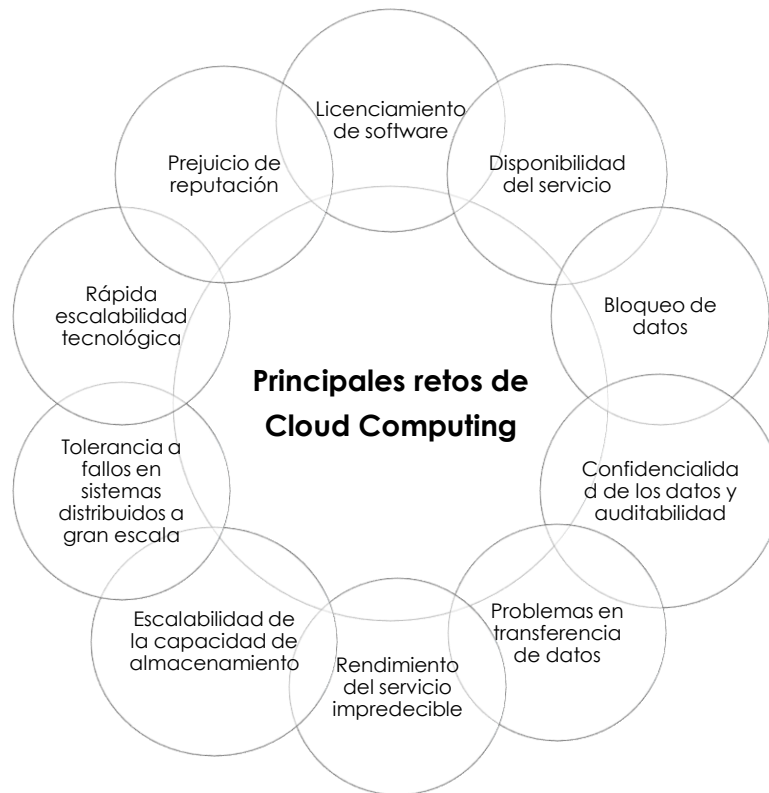 Licenciamiento
de software
Disponibilidad
del servicio
Bloqueo de
datos
Confidencialida
d de los datos y
auditabilidad
Problemas en
transferencia
de datos
Rendimiento
del servicio
impredecible
Escalabilidad de
la capacidad de
almacenamiento
Tolerancia a
fallos en
sistemas
distribuidos a
gran escala
Rápida
escalabilidad
tecnológica
Prejuicio de
reputación
Principales retos de
Cloud Computing